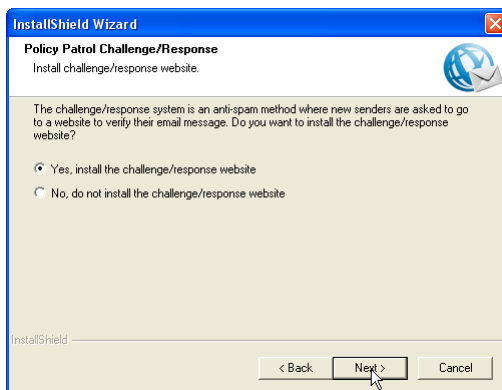 InstallShield Wizard
Policy Patrol Challenge/Response
Install challenge/response website.
The challenge/response system is an anti-spam method where new senders are asked to go
to a website to verify their email message. Do you want to install the challenge/response
website?
Yes, install the challenge/response website
No, do not install the challenge/response website
InstallShield
< Back
Next >
Cancel